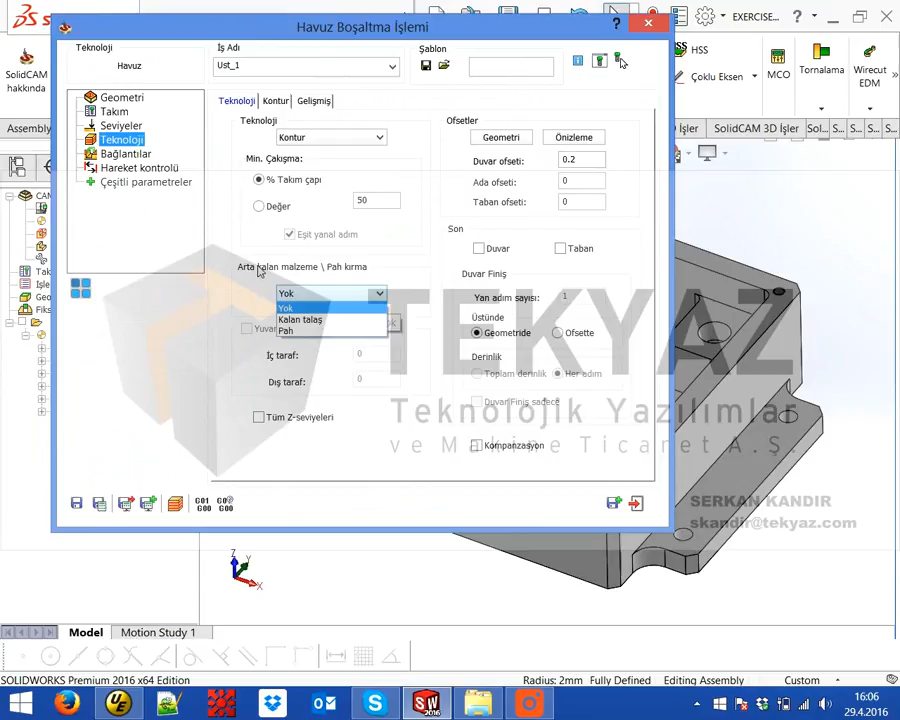 Havuz Boşaltma İşlemi
EXERCISE...
Teknoloji
Havuz
İş Adı
Ust_1
Şablon
SolidCAM
hakkında
HSS
Çoklu Eksen
MCO
Tornalama
Wirecut
EDM
Assembly
SolidCAM 3D İşler
Sol...
S...
S...
Geometri
Takım
Seviyeler
Teknoloji
Bağlantılar
Hareket kontrolü
Çeşitli parametreler
Teknoloji
Kontur
Gelişmiş
Teknoloji
Kontur
Min. Çakışma:
% Takım çapı
Değer
50
Eşit yanal adım
Arta kalan malzeme \ Pah kırma
Yok
Yok
Kalan talaş
Pah
İç taraf:
0
Dış taraf:
0
Tüm Z-seviyeleri
Ofsetler
Geometri
Önizleme
Duvar ofseti:
0.2
Ada ofseti:
0
Taban ofseti:
0
Son
Duvar
Taban
Duvar Finiş
Yan adım sayısı:
1
Üstünde
Geometride
Ofsette
Derinlik
Toplam derinlik
Her adım
Duvar Finiş sadece
Kompanzasyon
G01
G00
TEKYAZ
Teknolojik Yazılımlar
ve Makine Ticaret A.Ş.
SERKAN KANDIR
skandir@tekyaz.com
Z
Y
X
Model
Motion Study 1
SOLIDWORKS Premium 2016 x64 Edition
Radius: 2mm
Fully Defined
Editing Assembly
Custom
16:06
29.4.2016